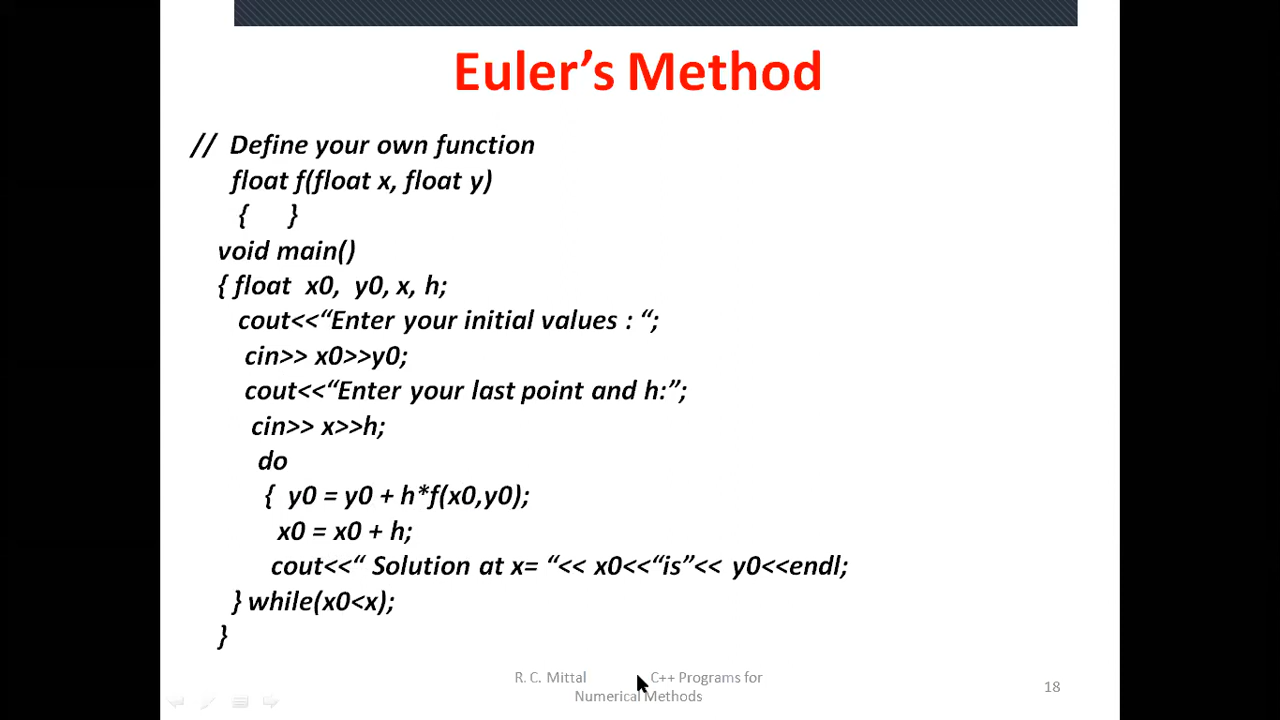 Euler’s Method
// Define your own function
float f(float x, float y)
{ }
void main()
{ float x0, y0, x, h;
cout<<“Enter your initial values : “;
cin>> x0>>y0;
cout<<“Enter your last point and h:”;
cin>> x>>h;
do
{ y0 = y0 + h*f(x0,y0);
x0 = x0 + h;
cout<<“ Solution at x= “<< x0<<“is”<< y0<<endl;
} while(x0<x);
}
R. C. Mittal C++ Programs for
Numerical Methods
18